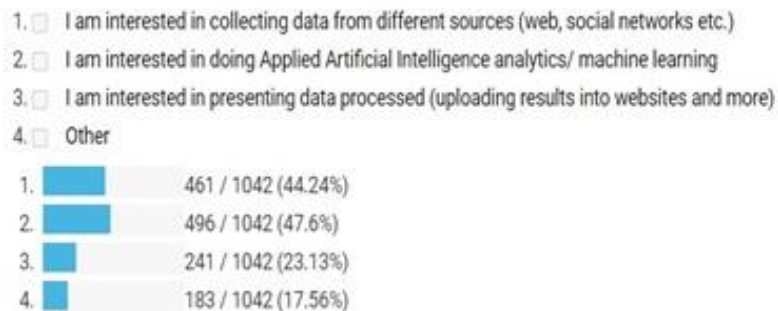 1. I am interested in collecting data from different sources (web, social networks etc.)
2. I am interested in doing Applied Artificial Intelligence analytics/ machine learning
3. I am interested in presenting data processed (uploading results into websites and more)
4. Other
1. 461 / 1042 (44.24%)
2. 496 / 1042 (47.6%)
3. 241 / 1042 (23.13%)
4. 183 / 1042 (17.56%)